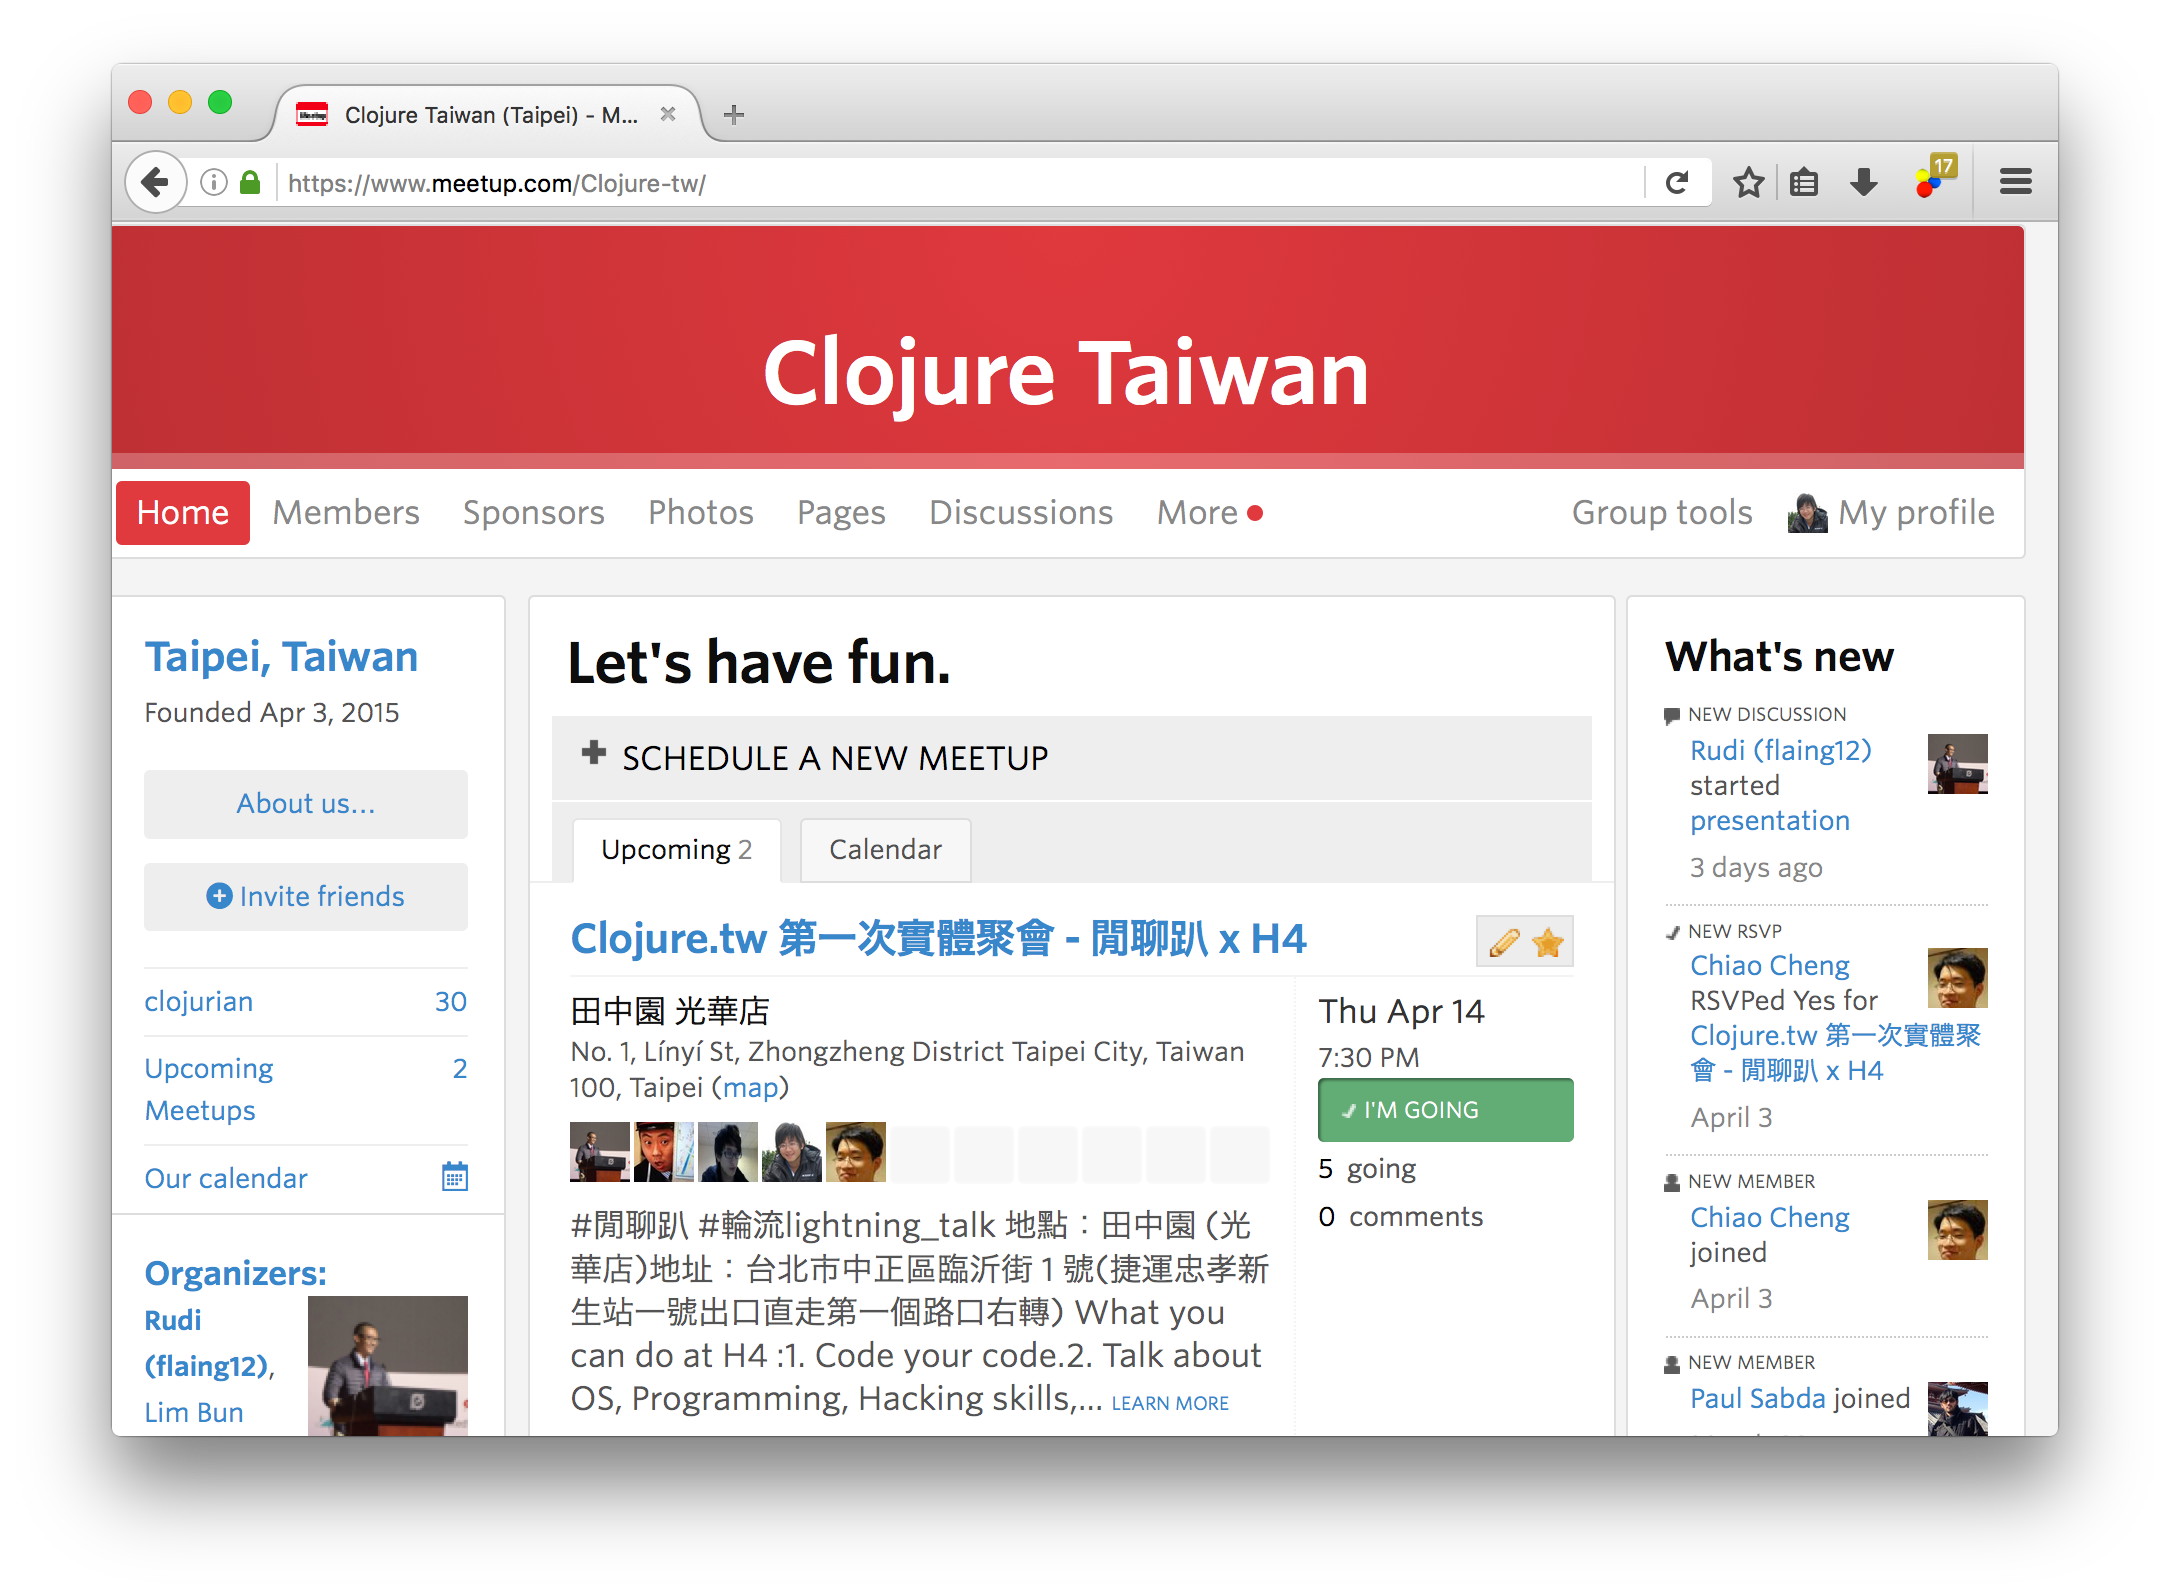 Clojure Taiwan (Taipei) - M...
17
https://www.meetup.com/Clojure-tw/
Clojure Taiwan
Home Members Sponsors Photos Pages Discussions More Group tools My profile
Taipei, Taiwan
Founded Apr 3, 2015
About us...
Invite friends
clojurian 30
Upcoming 2
Meetups
Our calendar
Organizers:
Rudi
(flaing12),
Lim Bun
Let's have fun.
SCHEDULE A NEW MEETUP
Upcoming 2 Calendar
Clojure.tw 第一次實體聚會 - 閒聊趴 x H4
田中園 光華店
No. 1, Línyí St, Zhongzheng District Taipei City, Taiwan
100, Taipei (map)
#閒聊趴 #輪流lightning_talk 地點：田中園 (光
華店)地址：台北市中正區臨沂街 1 號(捷運忠孝新
生站一號出口直走第一個路口右轉) What you
can do at H4 :1. Code your code.2. Talk about
OS, Programming, Hacking skills,... LEARN MORE
Thu Apr 14
7:30 PM
I'M GOING
5 going
0 comments
What's new
NEW DISCUSSION
Rudi (flaing12)
started
presentation
3 days ago
NEW RSVP
Chiao Cheng
RSVPed Yes for
Clojure.tw 第一次實體聚
會 - 閒聊趴 x H4
April 3
NEW MEMBER
Chiao Cheng
joined
April 3
NEW MEMBER
Paul Sabda joined